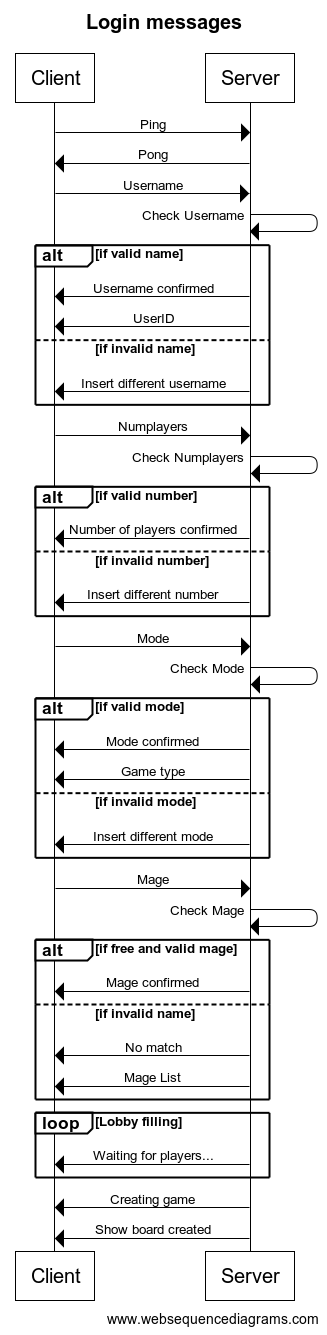 Login messages
Client
Server
Ping
Pong
Username
Check Username
alt
[if valid name]
Username confirmed
UserID
[if invalid name]
Insert different username
Numplayers
Check Numplayers
alt
[if valid number]
Number of players confirmed
[if invalid number]
Insert different number
Mode
Check Mode
alt
[if valid mode]
Mode confirmed
Game type
[if invalid mode]
Insert different mode
Mage
Check Mage
alt
[if free and valid mage]
Mage confirmed
[if invalid name]
No match
Mage List
loop
[Lobby filling]
Waiting for players...
Creating game
Show board created
Client
Server
www.websequencediagrams.com